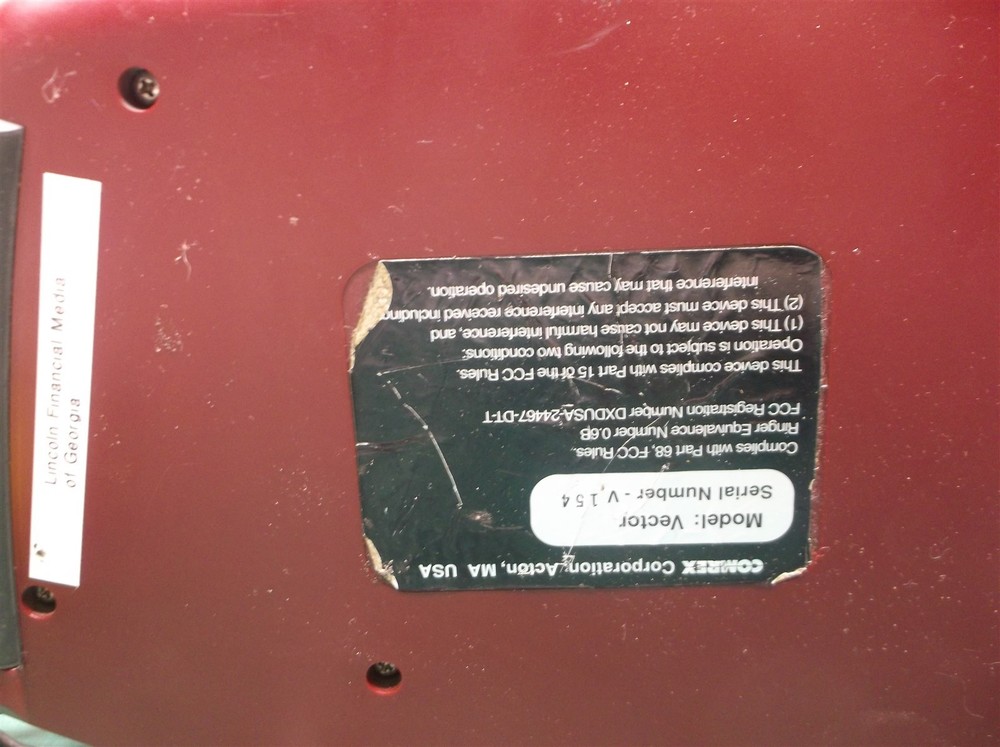 COMREX Corporation, Acton, MA USA
Model: Vector
Serial Number - V, 154
Complies with Part 68, FCC Rules.
Ringer Equivalence Number 0.6B
FCC Registration Number DXDUSA-24467-DT-T
This device complies with Part 15 of the FCC Rules.
Operation is subject to the following two conditions:
(1) This device may not cause harmful interference, and
(2) This device must accept any interference received including
interference that may cause undesired operation.
Lincoln Financial Media
of Georgia